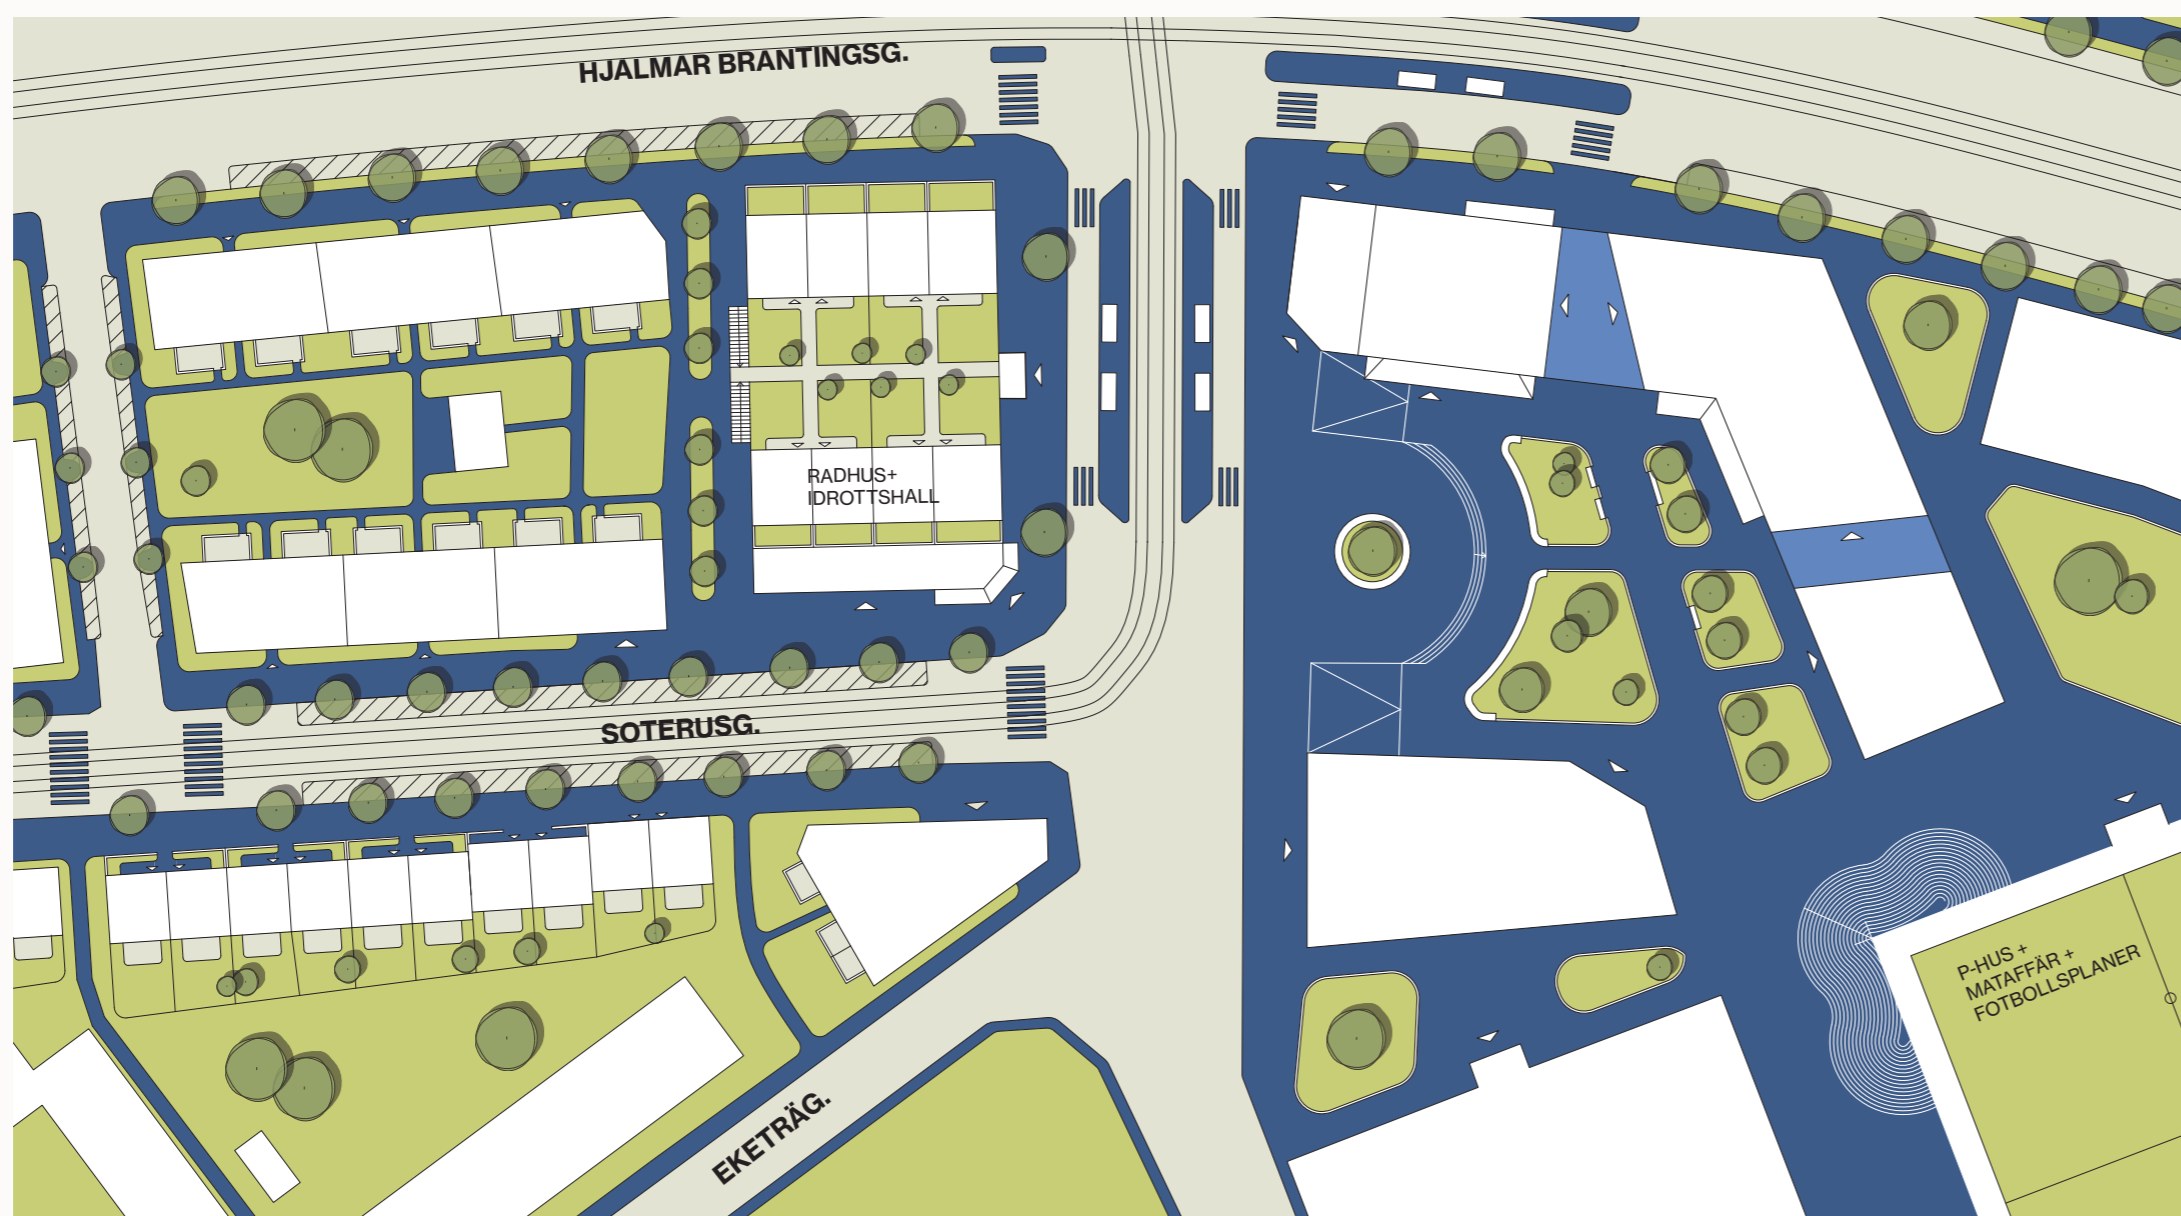 HJALMAR BRANTINGSG.
RADHUS+
IDROTTSHALL
SOTERUSG.
P-HUS +
MATAFFÄR +
FOTBOLLSPLANER
EKETRÄG.